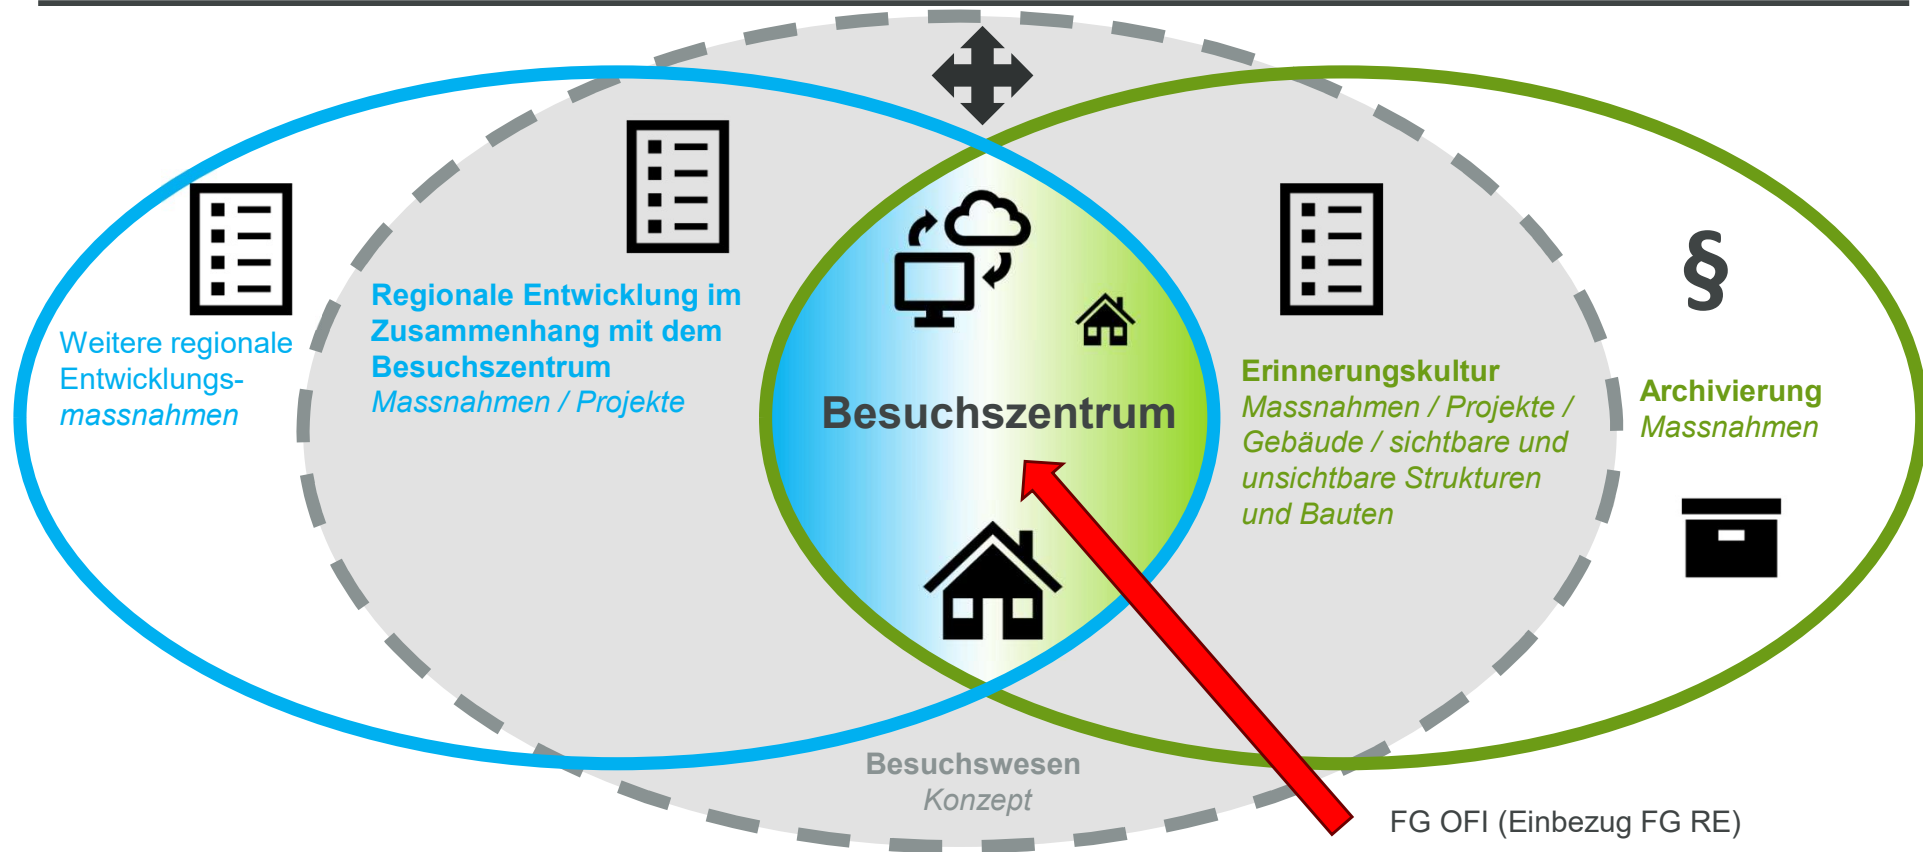 Weitere regionale
Entwicklungs-
massnahmen
Regionale Entwicklung im
Zusammenhang mit dem
Besuchszentrum
Massnahmen / Projekte
Besuchszentrum
Erinnerungskultur
Massnahmen / Projekte /
Gebäude / sichtbare und
unsichtbare Strukturen
und Bauten
§
Archivierung
Massnahmen
Besuchswesen
Konzept
FG OFI (Einbezug FG RE)